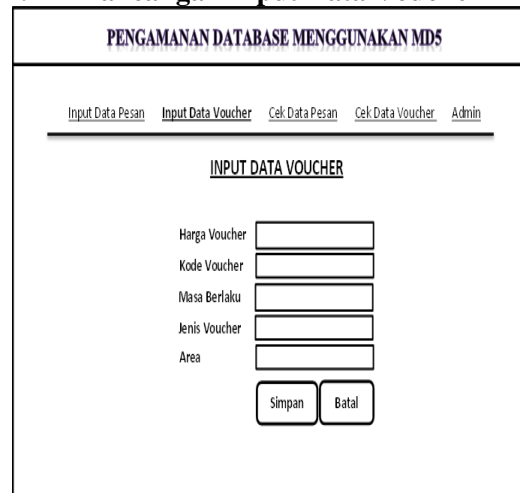 PENGAMANAN DATABASE MENGGUNAKAN MD5
Input Data Pesan Input Data Voucher Cek Data Pesan Cek Data Voucher Admin
INPUT DATA VOUCHER
Harga Voucher
Kode Voucher
Masa Berlaku
Jenis Voucher
Area
Simpan Batal